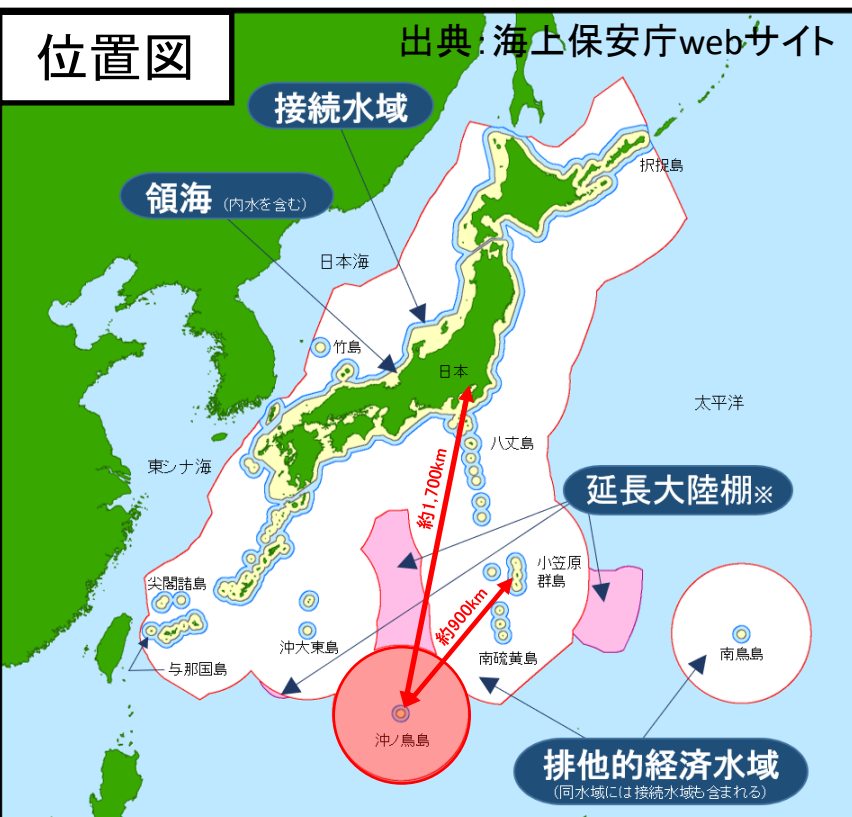 位置図
出典：海上保安庁webサイト
接続水域
領海（内水を含む）
択捉島
日本海
竹島
日本
太平洋
東シナ海
八丈島
約1,700km
延長大陸棚※
小笠原
群島
尖閣諸島
約900km
沖大東島
南硫黄島
南鳥島
与那国島
沖ノ鳥島
排他的経済水域
（同水域には接続水域も含まれる）